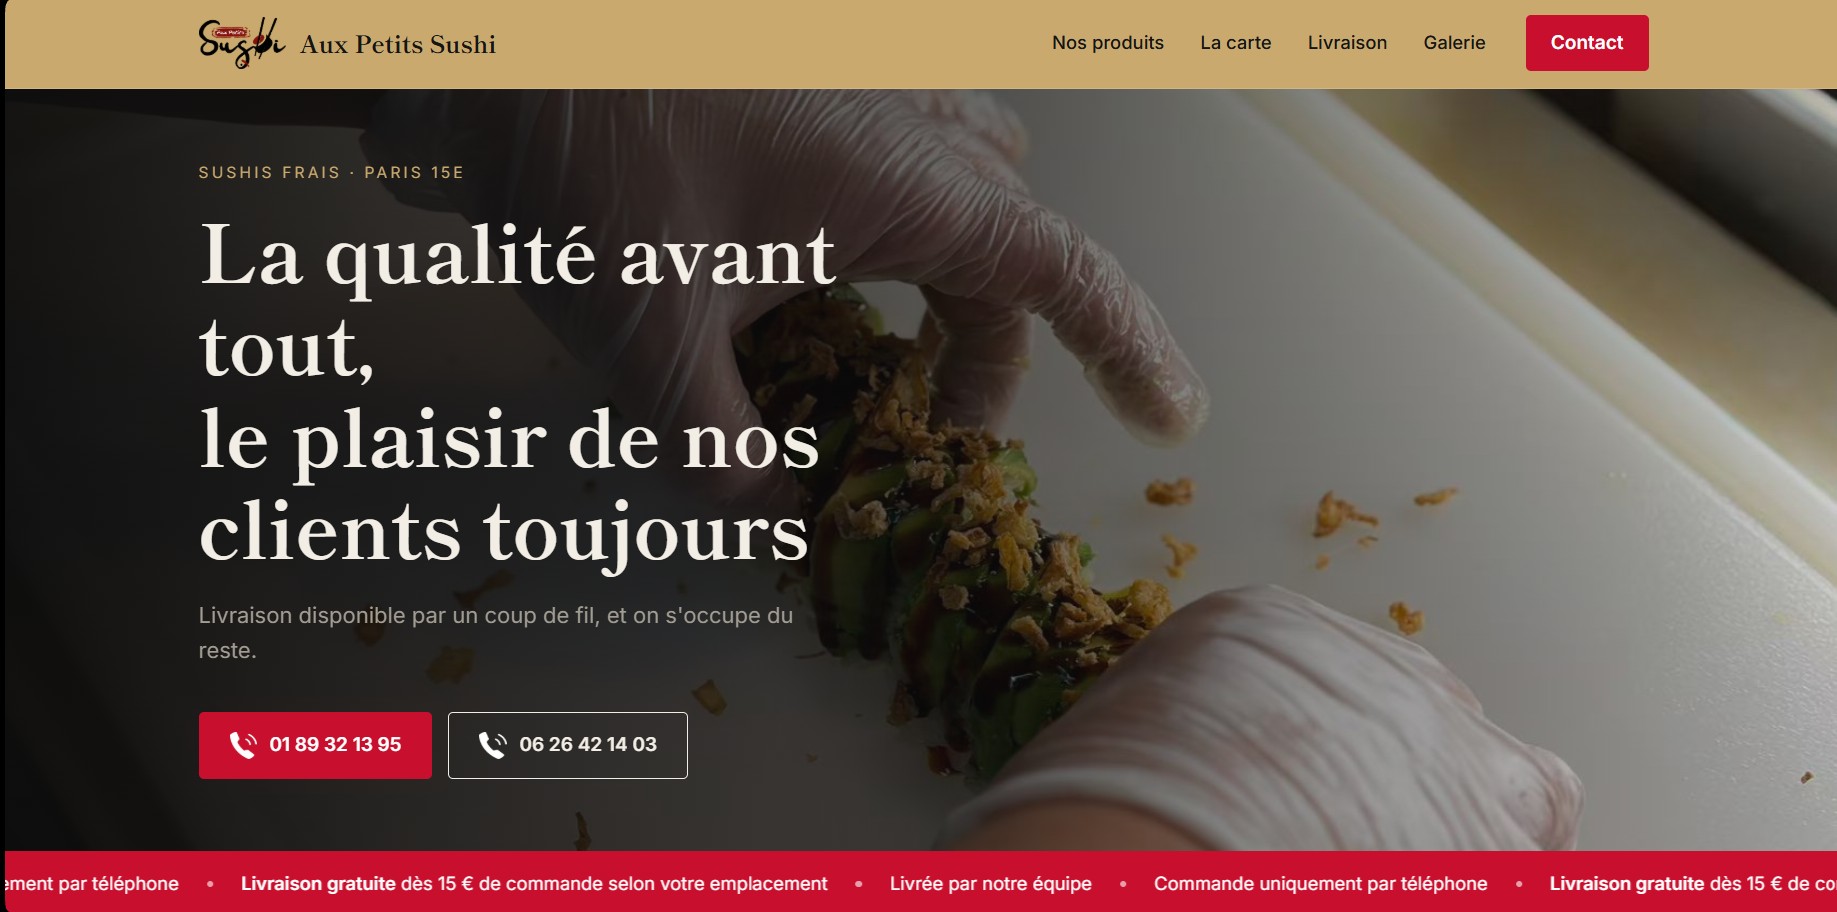 Aux Petits
Sushi
Aux Petits Sushi
Nos produits
La carte
Livraison
Galerie
Contact
SUSHIS FRAIS · PARIS 15E
La qualité avant
tout,
le plaisir de nos
clients toujours
Livraison disponible par un coup de fil, et on s'occupe du
reste.
01 89 32 13 95
06 26 42 14 03
ement par téléphone • Livraison gratuite dès 15 € de commande selon votre emplacement • Livrée par notre équipe • Commande uniquement par téléphone • Livraison gratuite dès 15 € de co